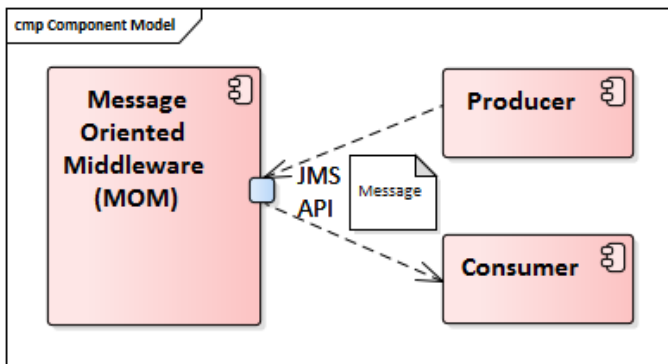 cmp Component Model
Message
Oriented
Middleware
(MOM)
Producer
JMS
API
Message
Consumer